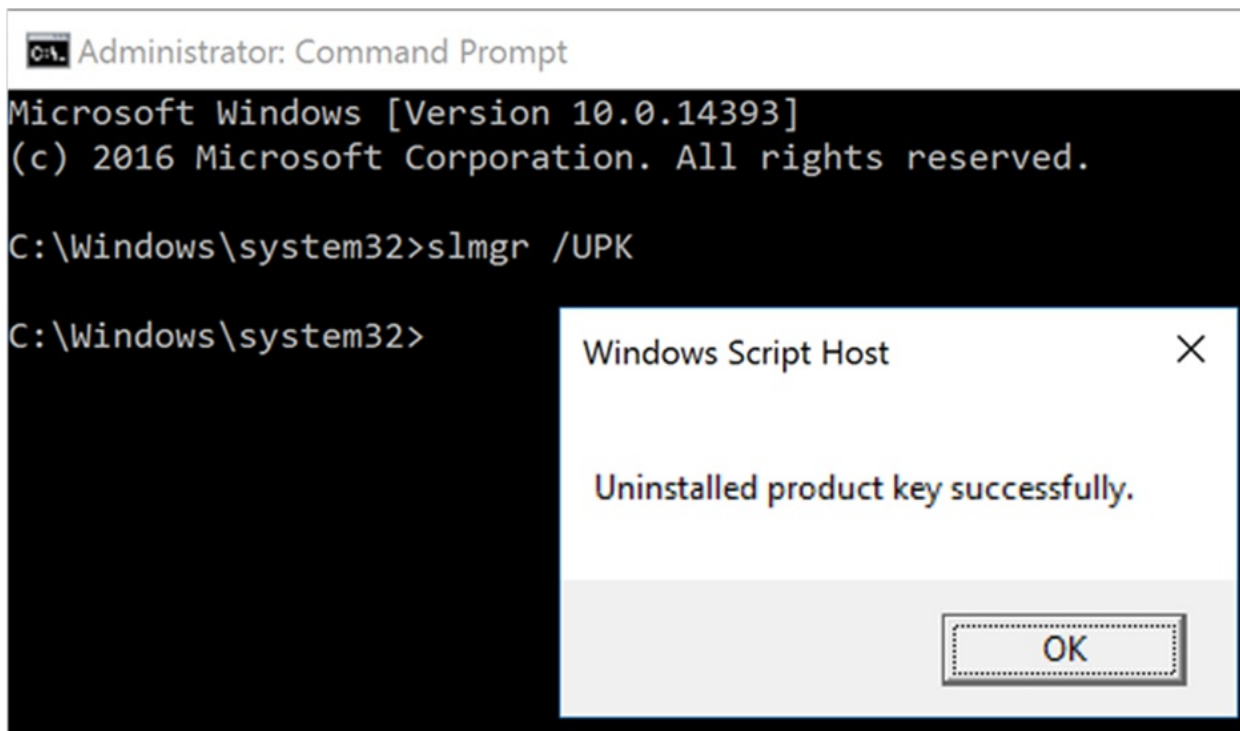 Administrator: Command Prompt
Microsoft Windows [Version 10.0.14393]
(c) 2016 Microsoft Corporation. All rights reserved.
C:\Windows\system32>slmgr /UPK
C:\Windows\system32>
Windows Script Host
Uninstalled product key successfully.
OK